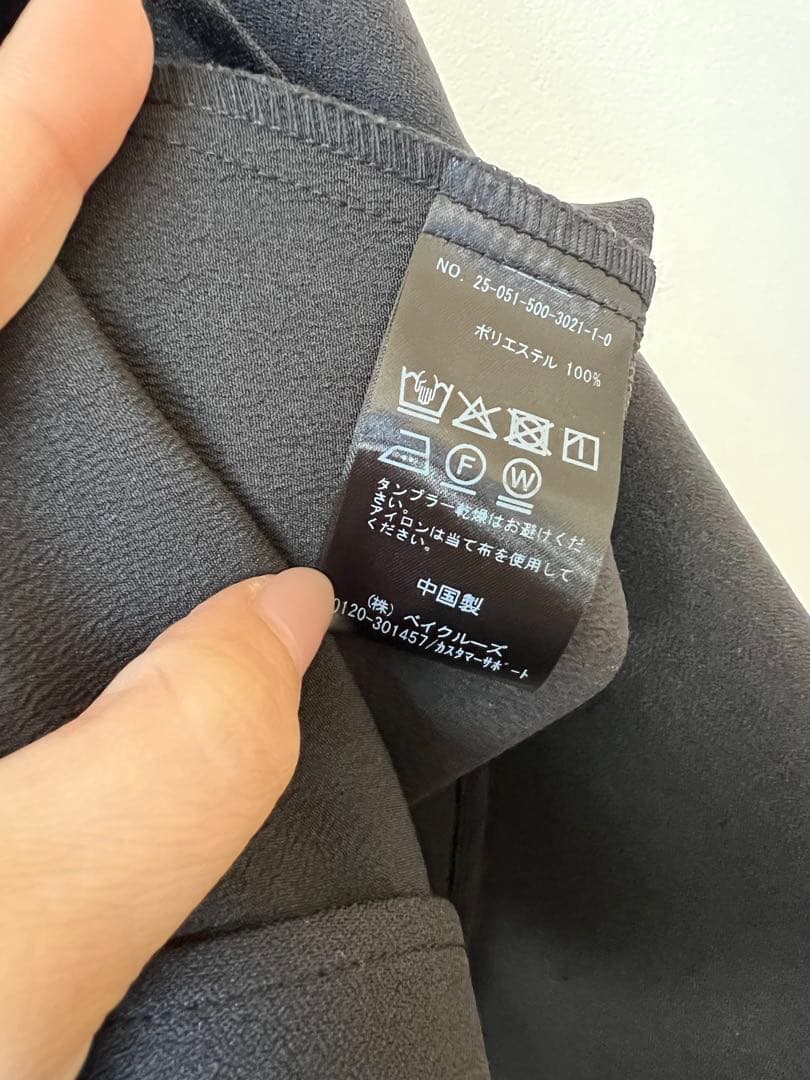 NO. 25-051-500-3021-1-0
ポリエステル 100%
F W
タンブラー乾燥はお避けくだ
さい。
アイロンは当て布を使用して
ください。
中国製
(株) ベイクルーズ
0120-301457/カスタマーサポート